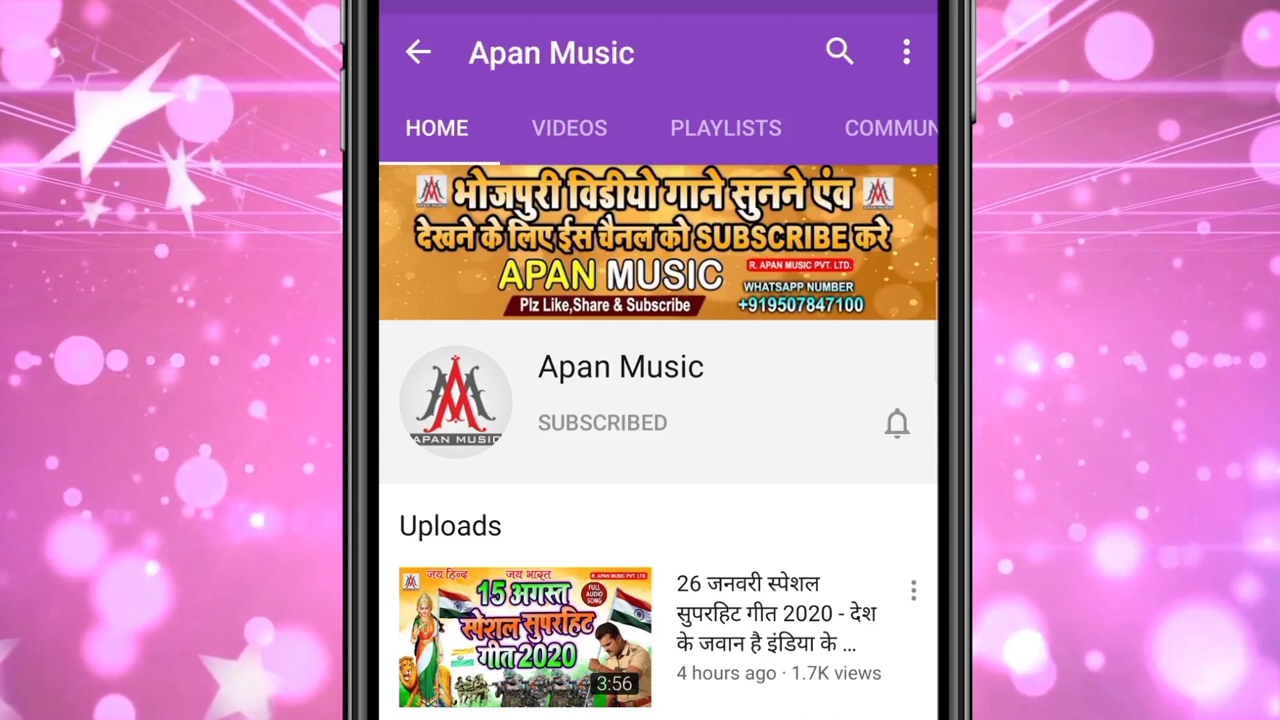 Apan Music
HOME VIDEOS PLAYLISTS COMMUN
भोजपुरी विडीयो गाने सुनने एंव
देखने के लिए ईस चैनल को SUBSCRIBE करे
APAN MUSIC
R. APAN MUSIC PVT. LTD.
WHATSAPP NUMBER
+919507847100
Plz Like,Share & Subscribe
APAN MUSIC
Apan Music
SUBSCRIBED
Uploads
जय हिन्द जय भारत
R. APAN MUSIC PVT. LTD
15 अगस्त
FULL
AUDIO
SONG
स्पेशल सुपरहिट
गीत 2020
3:56
26 जनवरी स्पेशल
सुपरहिट गीत 2020 - देश
के जवान है इंडिया के ...
4 hours ago · 1.7K views